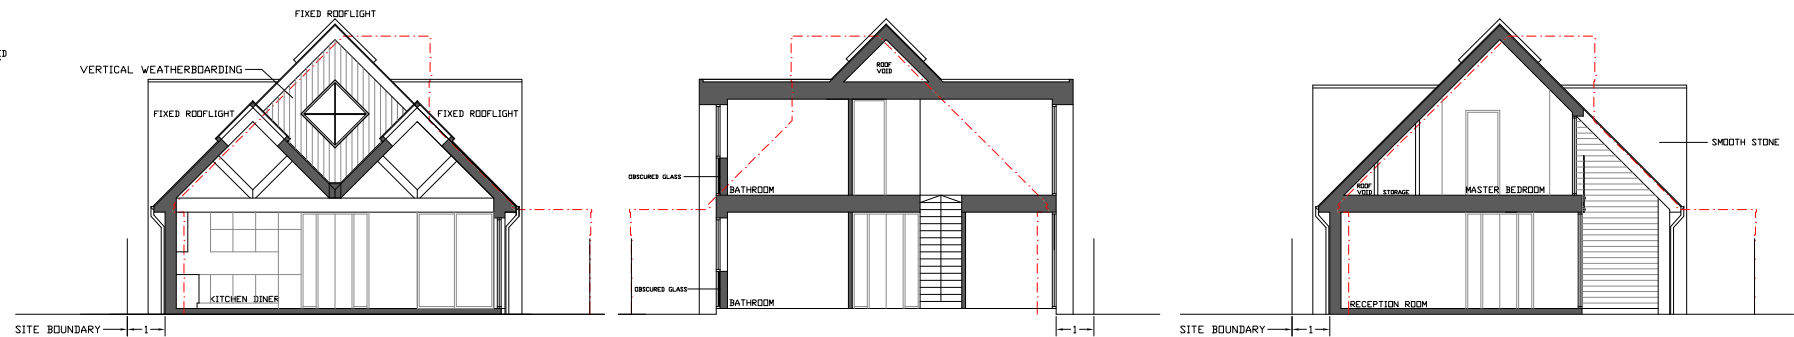 FIXED ROOFLIGHT
VERTICAL WEATHERBOARDING
FIXED ROOFLIGHT
FIXED ROOFLIGHT
KITCHEN DINER
SITE BOUNDARY
1
ROOF
VOID
OBSCURED GLASS
BATHROOM
OBSCURED GLASS
BATHROOM
1
SMOOTH STONE
ROOF
VOID
STORAGE
MASTER BEDROOM
RECEPTION ROOM
SITE BOUNDARY
1